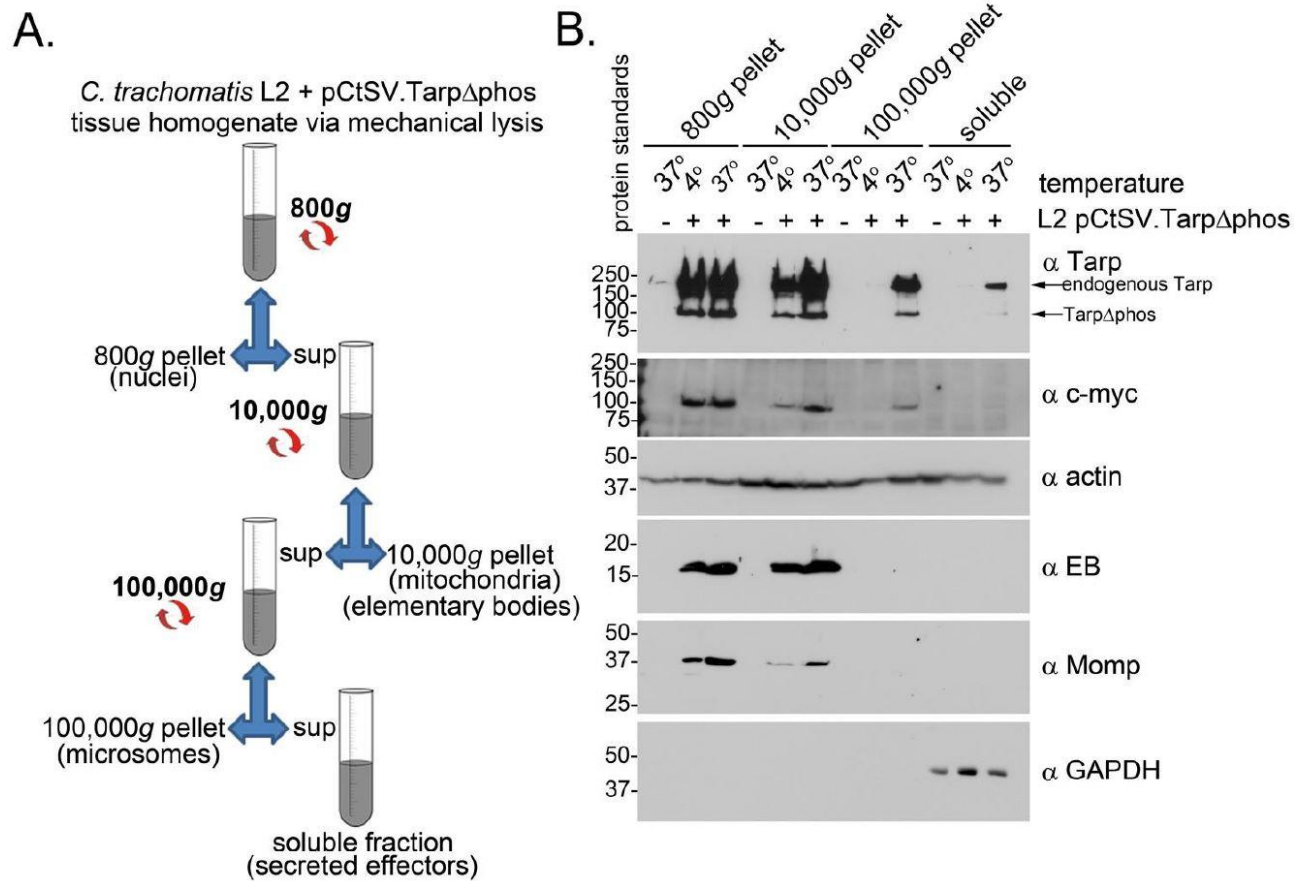 A.
C. trachomatis L2 + pCtSV.TarpΔphos
tissue homogenate via mechanical lysis
800g
800g pellet
(nuclei)
sup
10,000g
sup
10,000g pellet
(mitochondria)
(elementary bodies)
100,000g
100,000g pellet
(microsomes)
sup
soluble fraction
(secreted effectors)
B.
protein standards
800g pellet
10,000g pellet
100,000g pellet
soluble
37° 4° 37° 37° 4° 37° 37° 4° 37° 37° 4° 37° temperature
- + + - + + - + + - + + L2 pCtSV.TarpΔphos
250-
150-
100-
75-
α Tarp
endogenous Tarp
TarpΔphos
250-
150-
100-
75-
α c-myc
50-
37-
α actin
20-
15-
α EB
50-
37-
25-
α Momp
50-
37-
α GAPDH